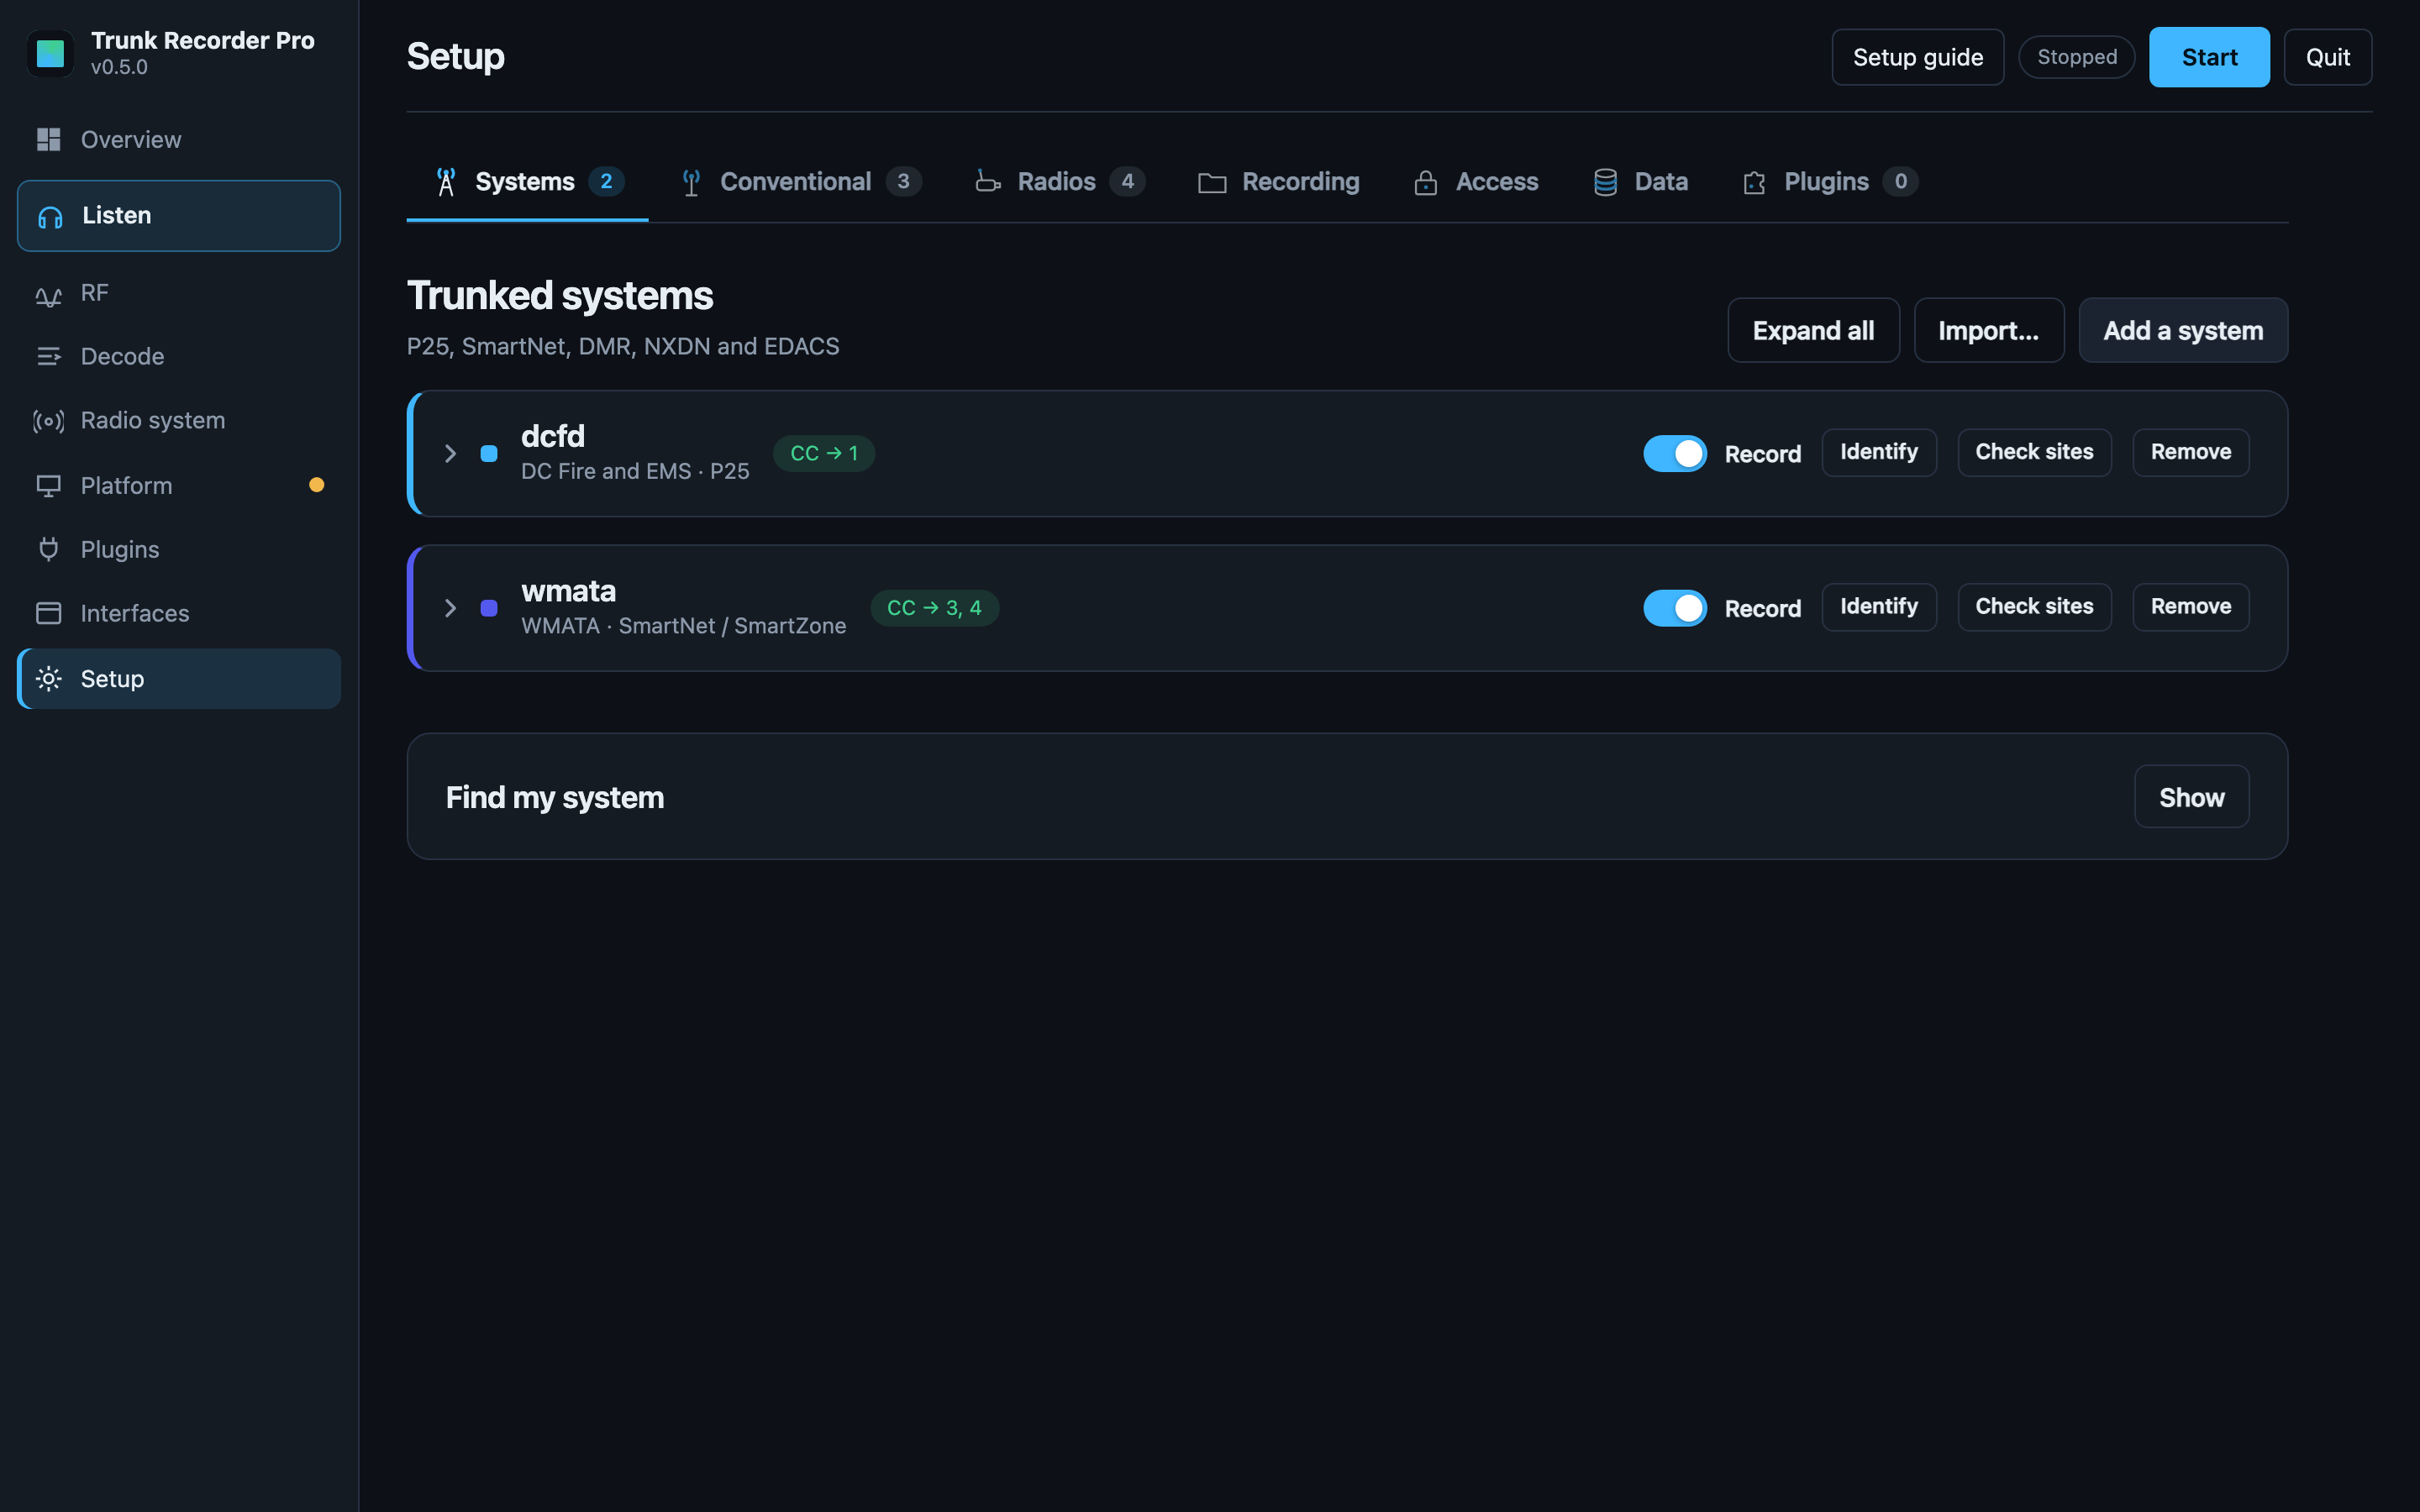 Trunk Recorder Pro
v0.5.0
Overview
Listen
RF
Decode
Radio system
Platform
Plugins
Interfaces
Setup
Setup
Setup guide
Stopped
Start
Quit
Systems 2
Conventional 3
Radios 4
Recording
Access
Data
Plugins 0
Trunked systems
P25, SmartNet, DMR, NXDN and EDACS
Expand all
Import...
Add a system
dcfd
DC Fire and EMS · P25
CC → 1
Record
Identify
Check sites
Remove
wmata
WMATA · SmartNet / SmartZone
CC → 3, 4
Record
Identify
Check sites
Remove
Find my system
Show